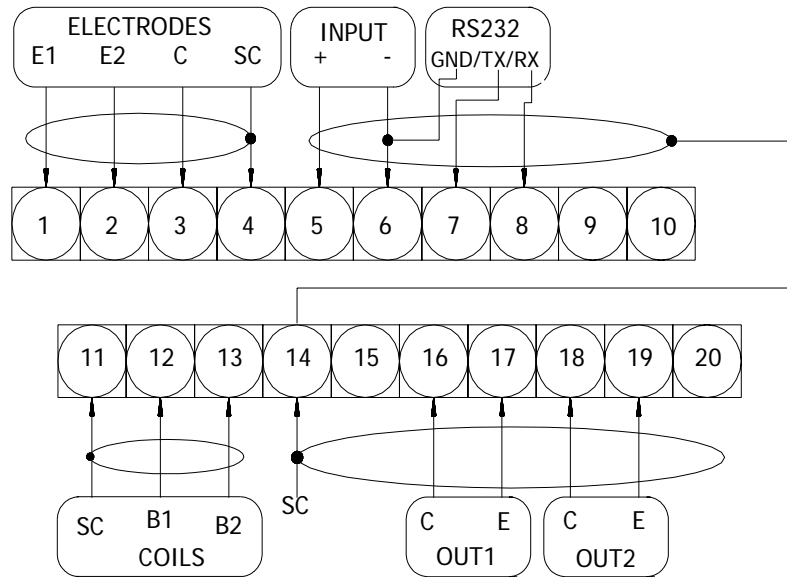 ELECTRODES
E1 E2 C SC
INPUT
+ -
RS232
GND/TX/RX
1 2 3 4 5 6 7 8 9 10
11 12 13 14 15 16 17 18 19 20
SC B1 B2
COILS
SC
C E
OUT1
C E
OUT2